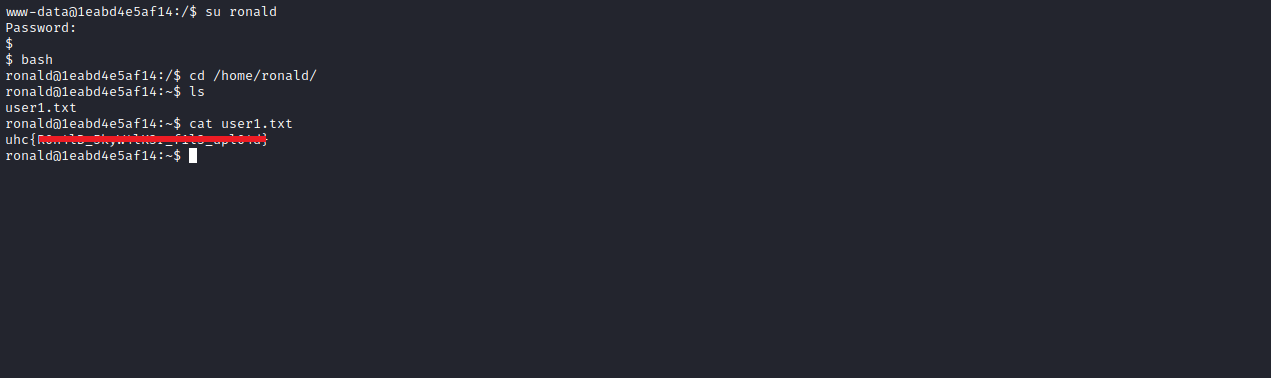 www-data@1eabd4e5af14:/$ su ronald
Password:
$
$ bash
ronald@1eabd4e5af14:/$ cd /home/ronald/
ronald@1eabd4e5af14:~$ ls
user1.txt
ronald@1eabd4e5af14:~$ cat user1.txt
uhc{
ronald@1eabd4e5af14:~$